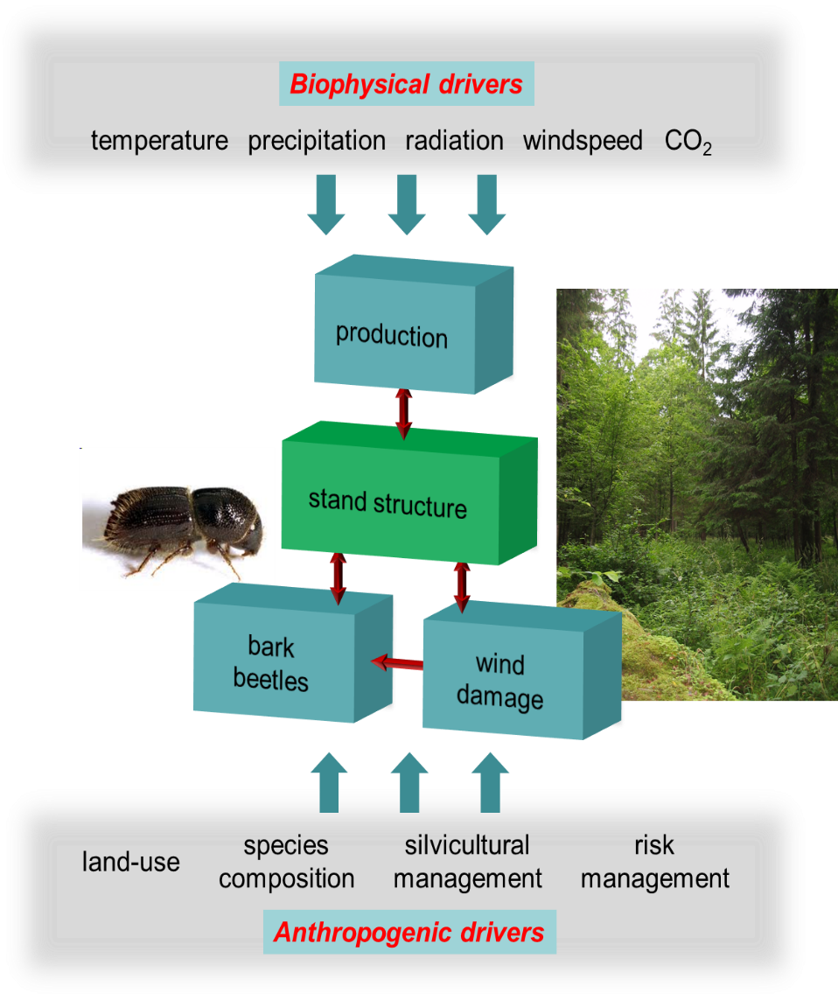 Biophysical drivers
temperature precipitation radiation windspeed CO₂
production
stand structure
bark
beetles
wind
damage
land-use
species
composition
silvicultural
management
risk
management
Anthropogenic drivers